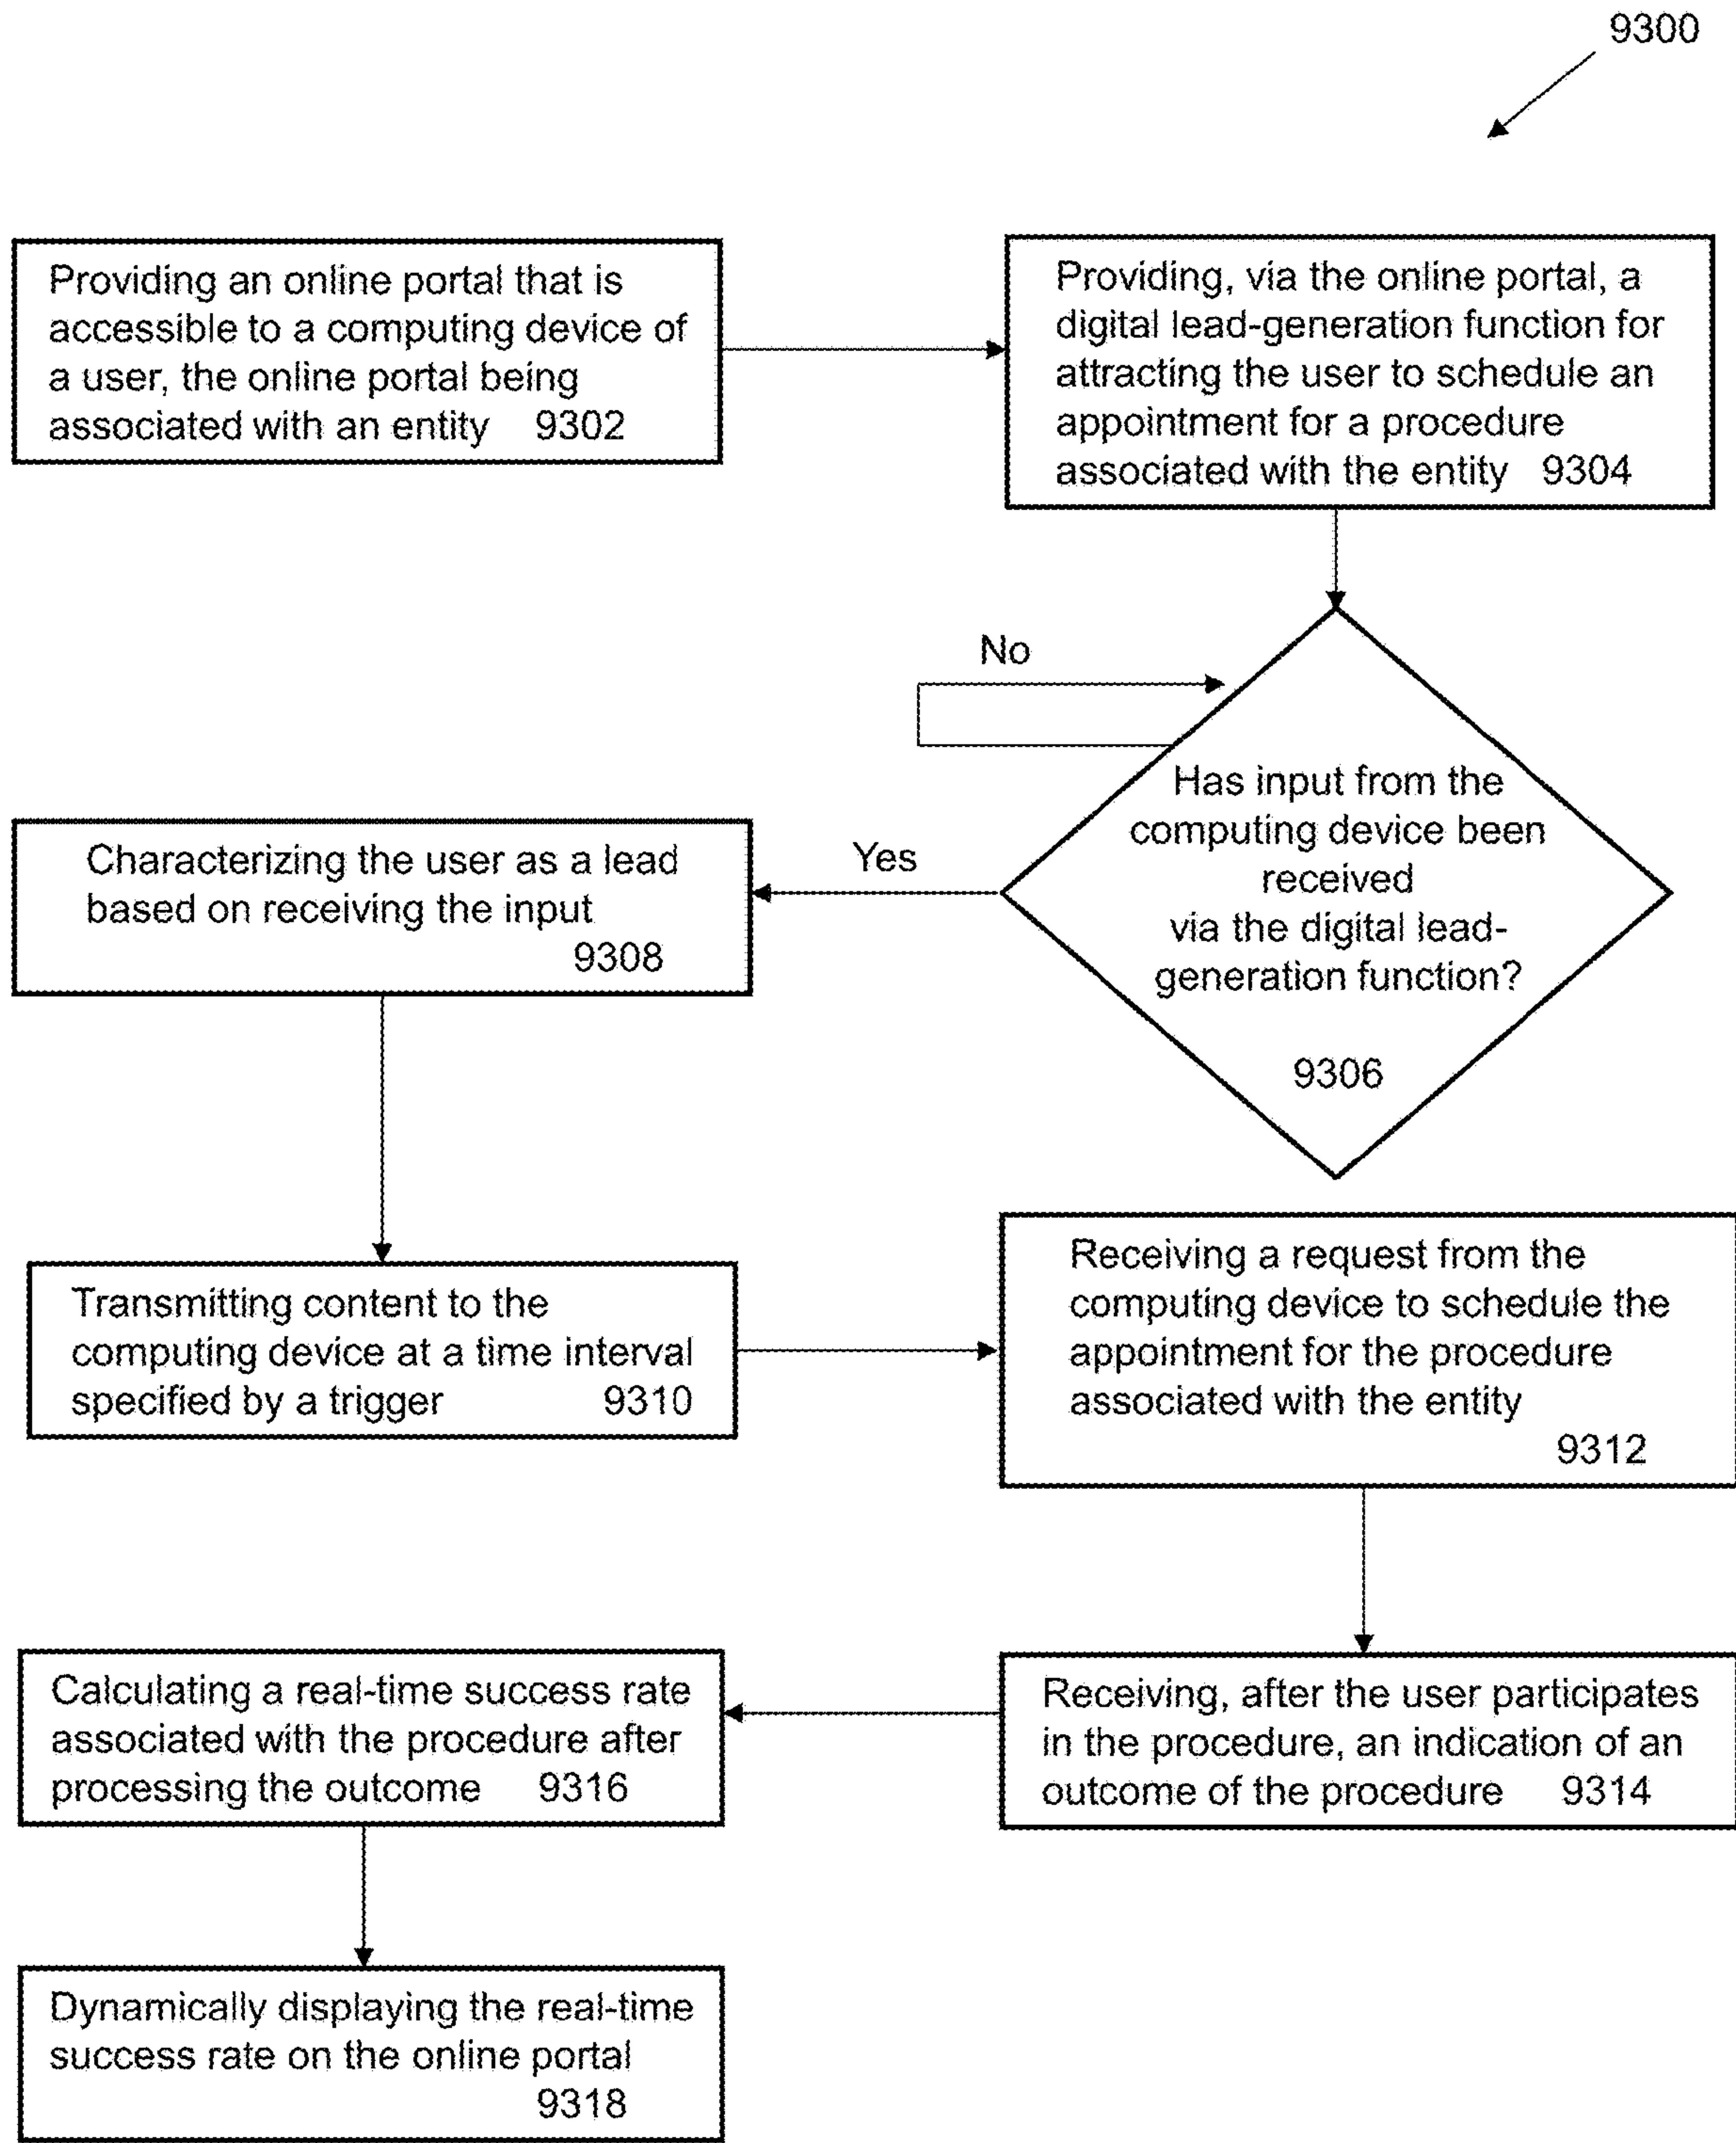 9300
Providing an online portal that is
accessible to a computing device of
a user, the online portal being
associated with an entity 9302
Providing, via the online portal, a
digital lead-generation function for
attracting the user to schedule an
appointment for a procedure
associated with the entity 9304
No
Has input from the
computing device been
received
via the digital lead-
generation function?
9306
Yes
Characterizing the user as a lead
based on receiving the input
9308
Transmitting content to the
computing device at a time interval
specified by a trigger 9310
Receiving a request from the
computing device to schedule the
appointment for the procedure
associated with the entity
9312
Receiving, after the user participates
in the procedure, an indication of an
outcome of the procedure 9314
Calculating a real-time success rate
associated with the procedure after
processing the outcome 9316
Dynamically displaying the real-time
success rate on the online portal
9318